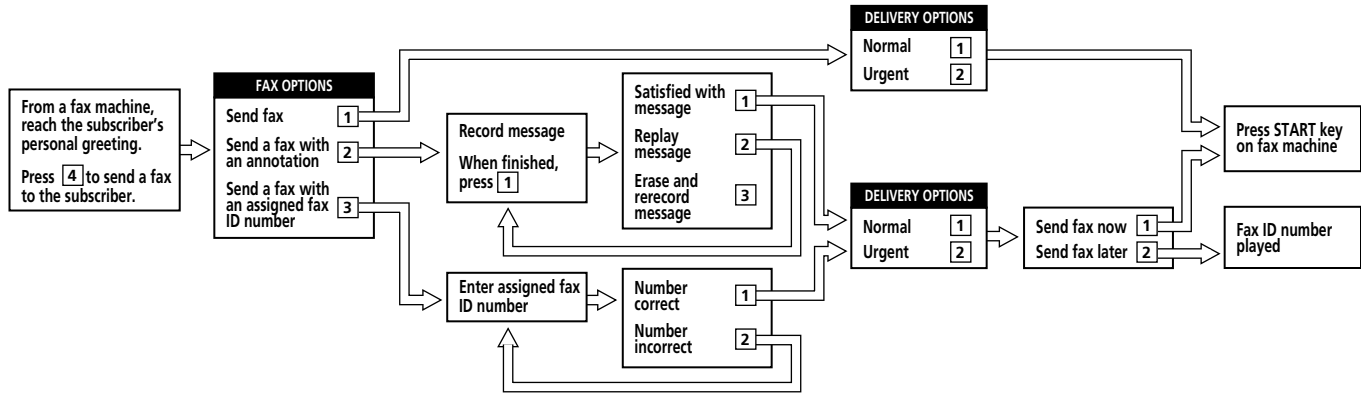 From a fax machine,
reach the subscriber's
personal greeting.
Press 4 to send a fax
to the subscriber.
FAX OPTIONS
Send fax 1
Send a fax with
an annotation 2
Send a fax with
an assigned fax
ID number 3
Record message
When finished,
press 1
Satisfied with
message 1
Replay
message 2
Erase and
rerecord
message 3
Enter assigned fax
ID number
Number
correct 1
Number
incorrect 2
DELIVERY OPTIONS
Normal 1
Urgent 2
DELIVERY OPTIONS
Normal 1
Urgent 2
Send fax now 1
Send fax later 2
Press START key
on fax machine
Fax ID number
played